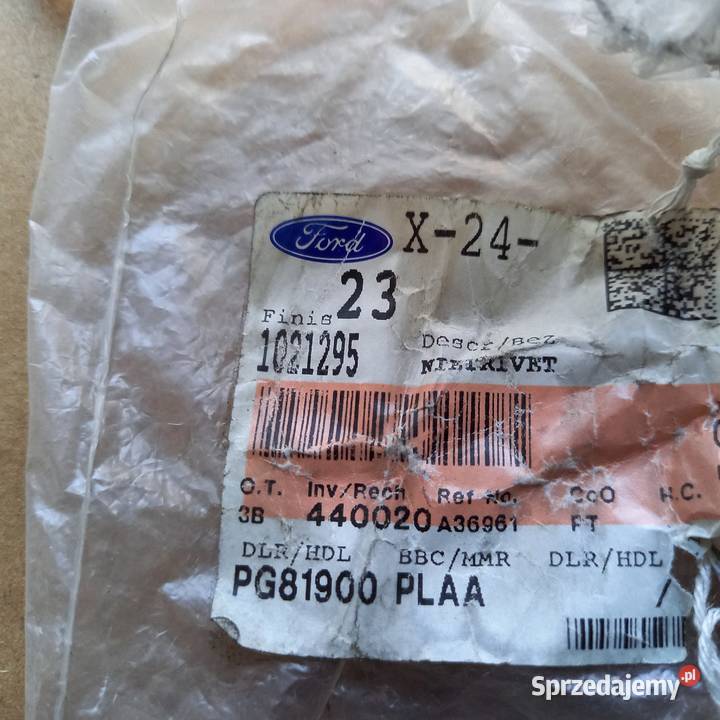 Ford X-24-
23
Finis
1021295
Descr/Bez
NIETRIVET
O.T. Inv/Rech Ref No. CoO H.C.
3B 440020 A36961 PT
DLR/HDL BBC/MMR DLR/HDL
PG81900 PLAA /
Sprzedajemy.pl